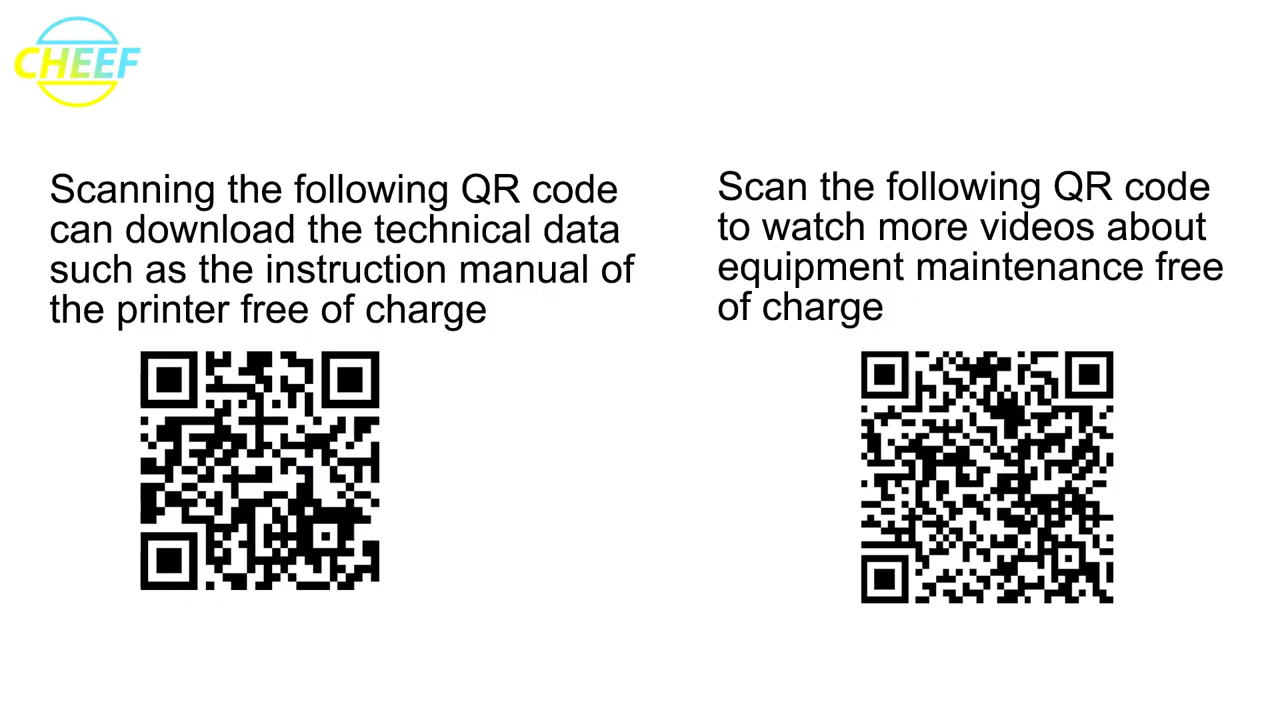 CHEEF
Scanning the following QR code
can download the technical data
such as the instruction manual of
the printer free of charge
Scan the following QR code
to watch more videos about
equipment maintenance free
of charge